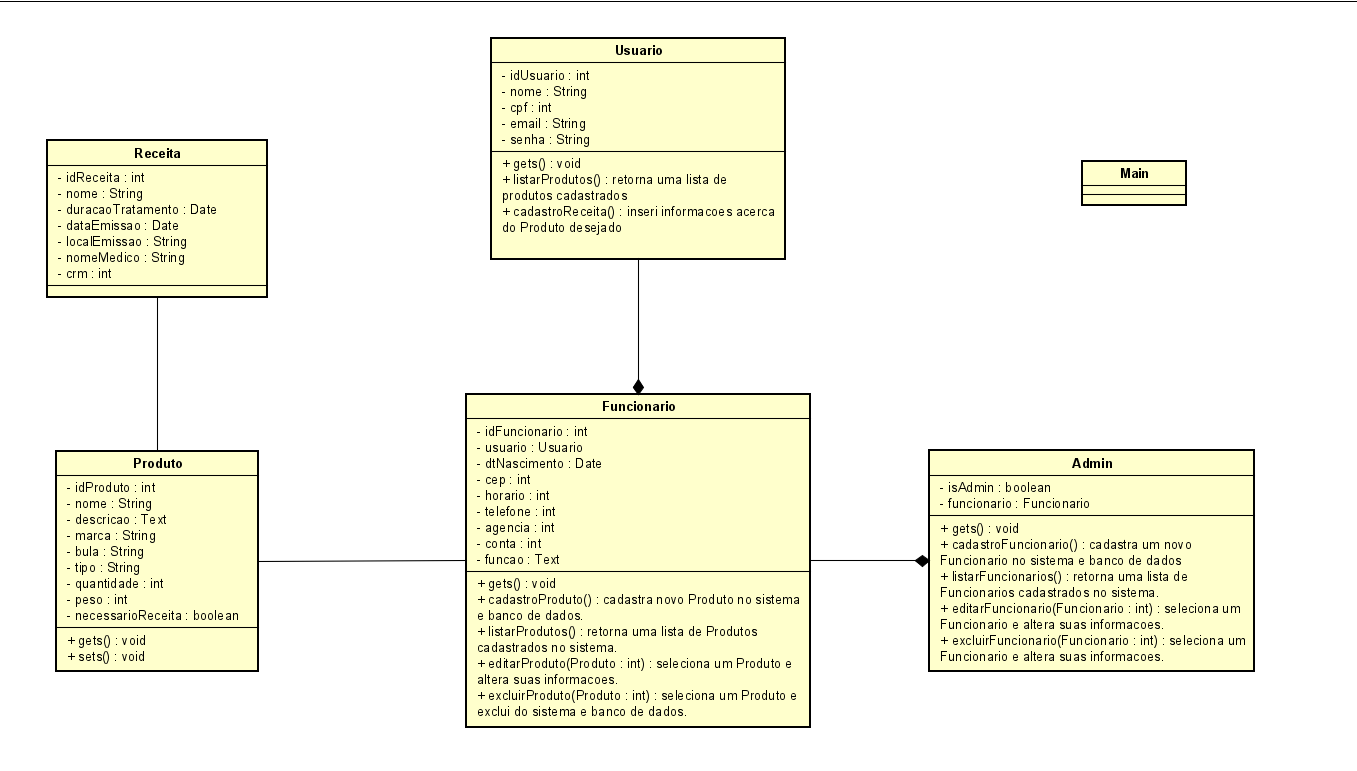 Usuario
- idUsuario : int
- nome : String
- cpf : int
- email : String
- senha : String
+ gets() : void
+ listarProdutos() : retorna uma lista de
produtos cadastrados
+ cadastroReceita() : inseri informacoes acerca
do Produto desejado
Receita
- idReceita : int
- nome : String
- duracaoTratamento : Date
- dataEmissao : Date
- localEmissao : String
- nomeMedico : String
- crm : int
Main
Funcionario
- idFuncionario : int
- usuario : Usuario
- dtNascimento : Date
- cep : int
- horario : int
- telefone : int
- agencia : int
- conta : int
- funcao : Text
+ gets() : void
+ cadastroProduto() : cadastra novo Produto no sistema
e banco de dados.
+ listarProdutos() : retorna uma lista de Produtos
cadastrados no sistema.
+ editarProduto(Produto : int) : seleciona um Produto e
altera suas informacoes.
+ excluirProduto(Produto : int) : seleciona um Produto e
exclui do sistema e banco de dados.
Produto
- idProduto : int
- nome : String
- descricao : Text
- marca : String
- bula : String
- tipo : String
- quantidade : int
- peso : int
- necessarioReceita : boolean
+ gets() : void
+ sets() : void
Admin
- isAdmin : boolean
- funcionario : Funcionario
+ gets() : void
+ cadastroFuncionario() : cadastra um novo
Funcionario no sistema e banco de dados
+ listarFuncionarios() : retorna uma lista de
Funcionarios cadastrados no sistema.
+ editarFuncionario(Funcionario : int) : seleciona um
Funcionario e altera suas informacoes.
+ excluirFuncionario(Funcionario : int) : seleciona um
Funcionario e altera suas informacoes.